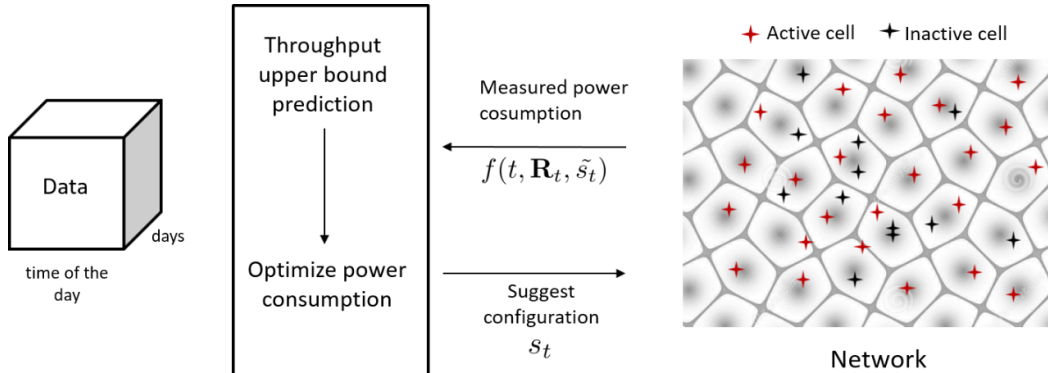 Data
days
time of the
day
Throughput
upper bound
prediction
Optimize power
consumption
Measured power
cosumption
f(t, R_t, s̃_t)
Suggest
configuration
s_t
Active cell
Inactive cell
Network